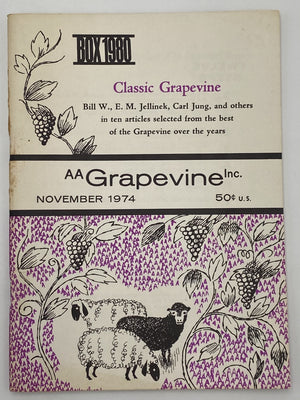 BOX 1980
Classic Grapevine
Bill W., E. M. Jellinek, Carl Jung, and others
in ten articles selected from the best
of the Grapevine over the years
AA Grapevine Inc.
NOVEMBER 1974 50¢ U.S.